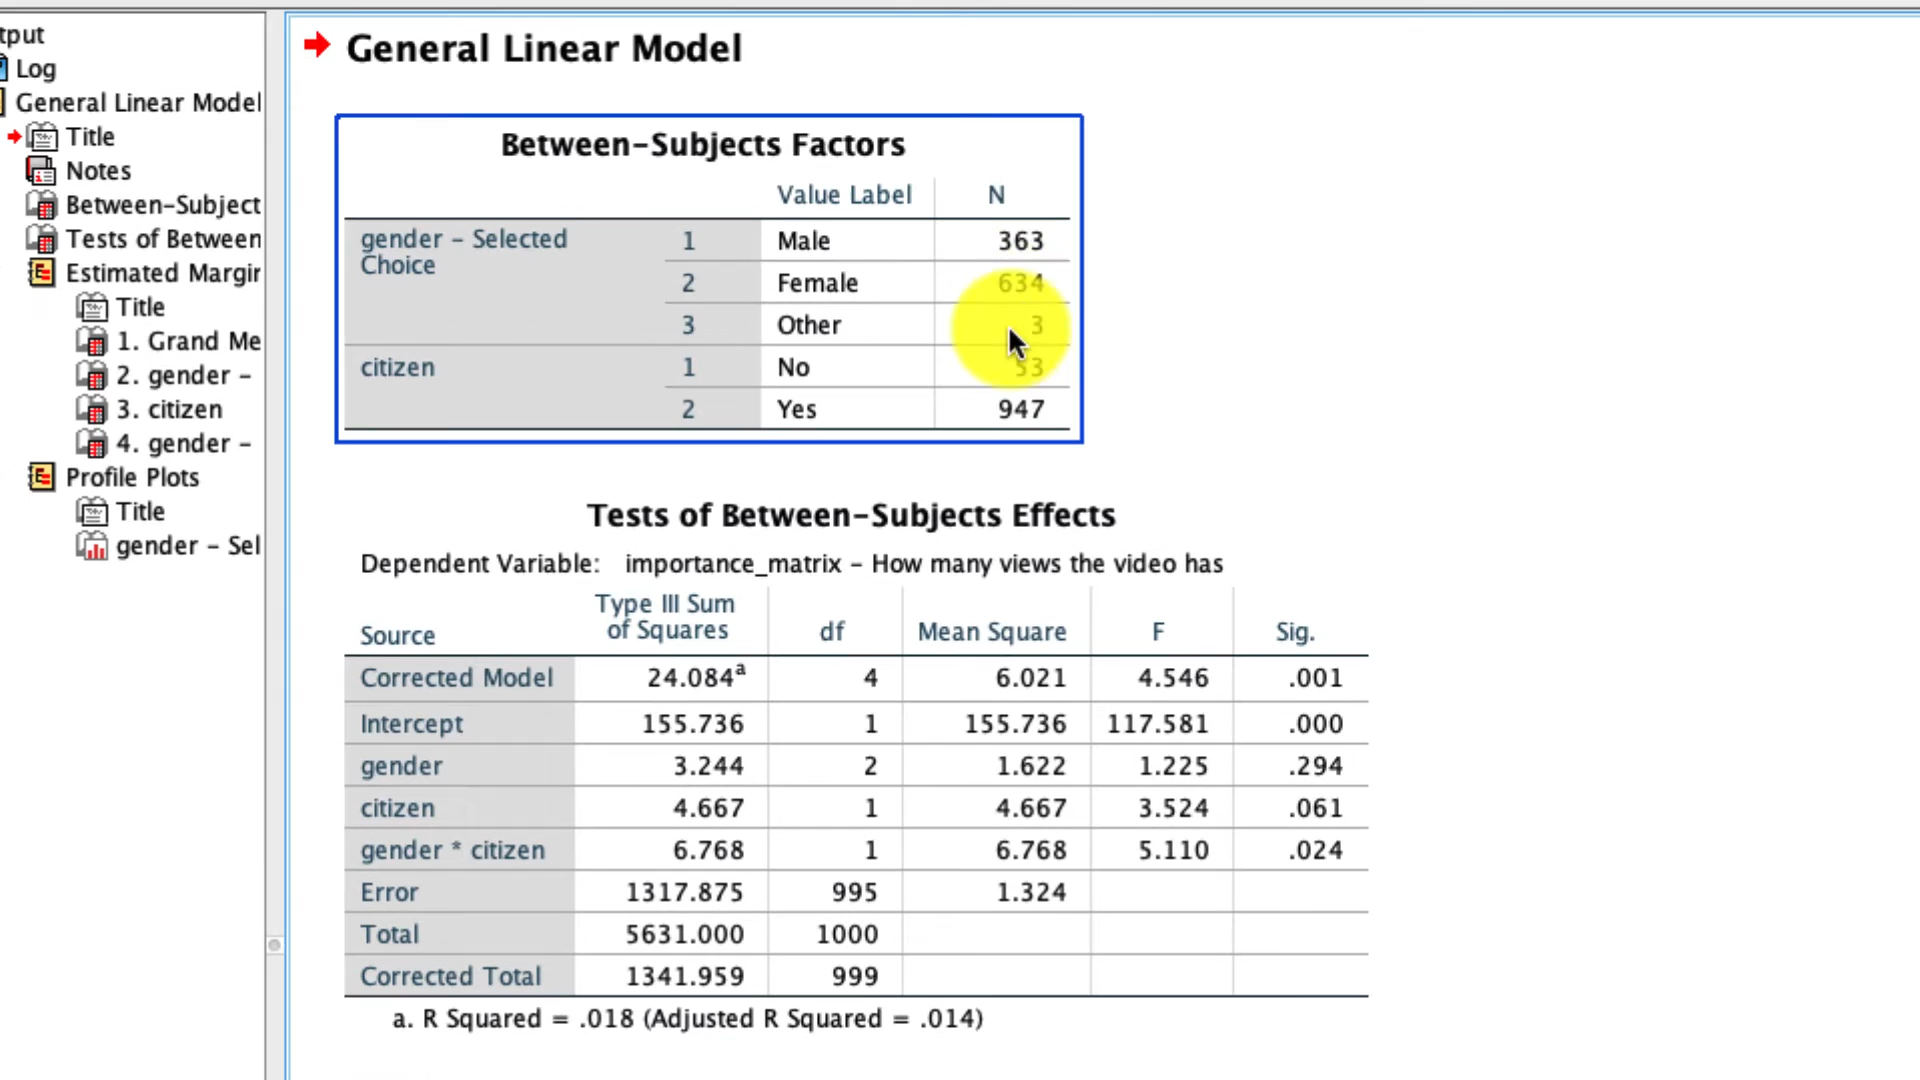 tput
Log
General Linear Model
Title
Notes
Between-Subject
Tests of Between
Estimated Margin
Title
1. Grand Me
2. gender -
3. citizen
4. gender -
Profile Plots
Title
gender - Sel
General Linear Model
Between-Subjects Factors
Value Label N
gender - Selected Choice 1 Male 363
2 Female 634
3 Other 3
citizen 1 No 53
2 Yes 947
Tests of Between-Subjects Effects
Dependent Variable: importance_matrix - How many views the video has
Source Type III Sum of Squares df Mean Square F Sig.
Corrected Model 24.084a 4 6.021 4.546 .001
Intercept 155.736 1 155.736 117.581 .000
gender 3.244 2 1.622 1.225 .294
citizen 4.667 1 4.667 3.524 .061
gender * citizen 6.768 1 6.768 5.110 .024
Error 1317.875 995 1.324
Total 5631.000 1000
Corrected Total 1341.959 999
a. R Squared = .018 (Adjusted R Squared = .014)